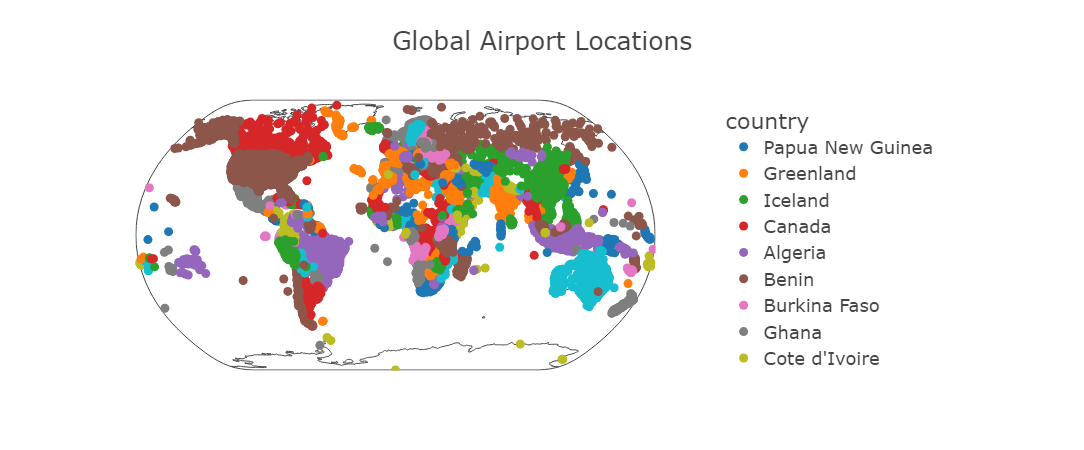 Global Airport Locations
country
Papua New Guinea
Greenland
Iceland
Canada
Algeria
Benin
Burkina Faso
Ghana
Cote d'Ivoire